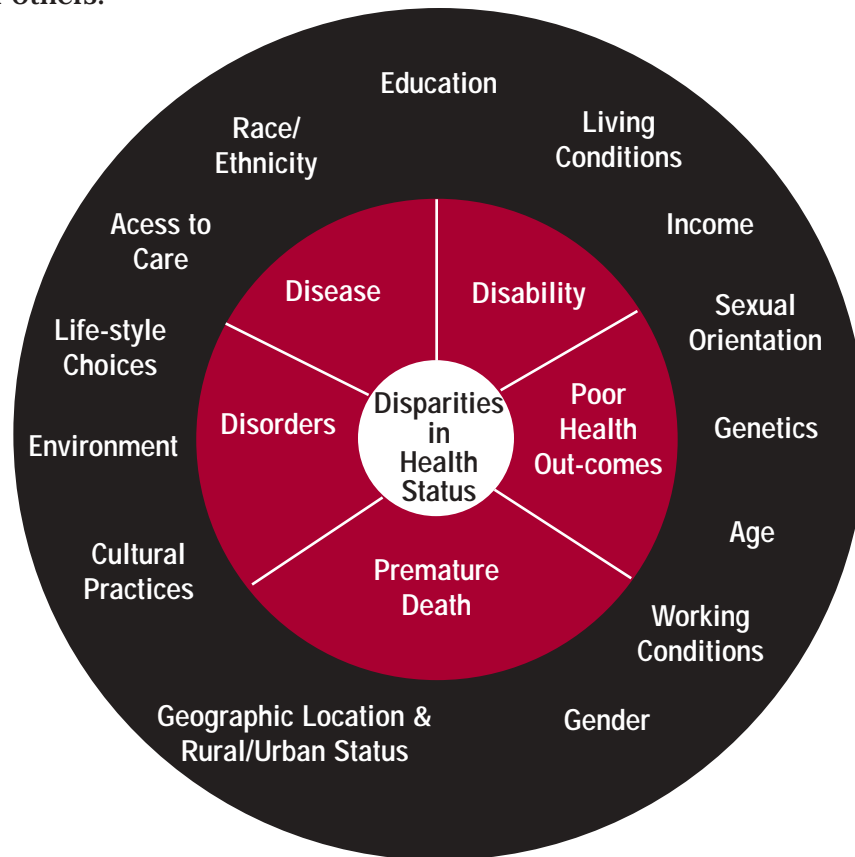 others.
Education
Race/
Ethnicity
Living
Conditions
Acess to
Care
Income
Disease
Disability
Sexual
Orientation
Life-style
Choices
Disorders
Disparities
in
Health
Status
Poor
Health
Out-comes
Genetics
Environment
Age
Cultural
Practices
Premature
Death
Working
Conditions
Geographic Location &
Rural/Urban Status
Gender